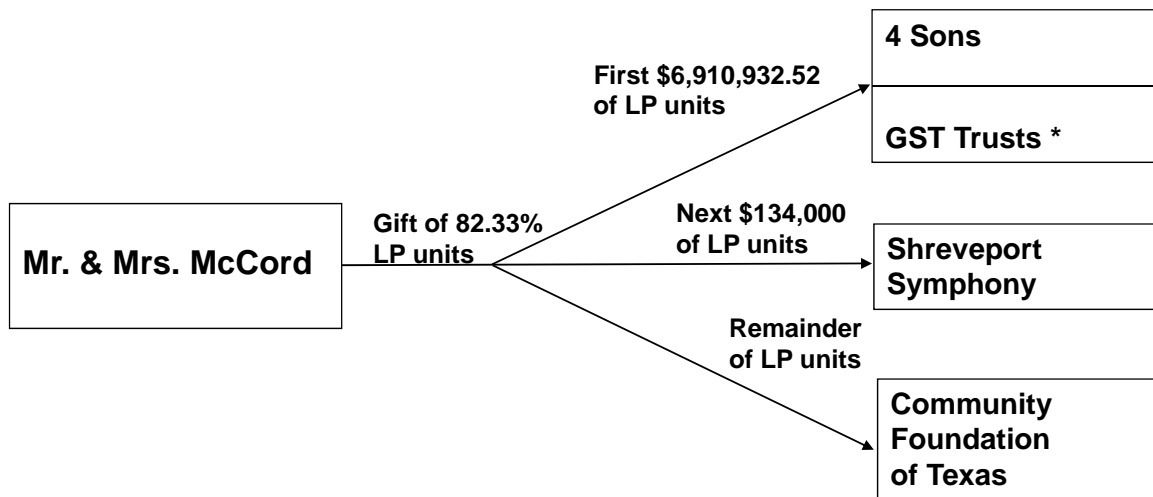 Mr. & Mrs. McCord
Gift of 82.33%
LP units
First $6,910,932.52
of LP units
4 Sons
GST Trusts *
Next $134,000
of LP units
Shreveport
Symphony
Remainder
of LP units
Community
Foundation
of Texas